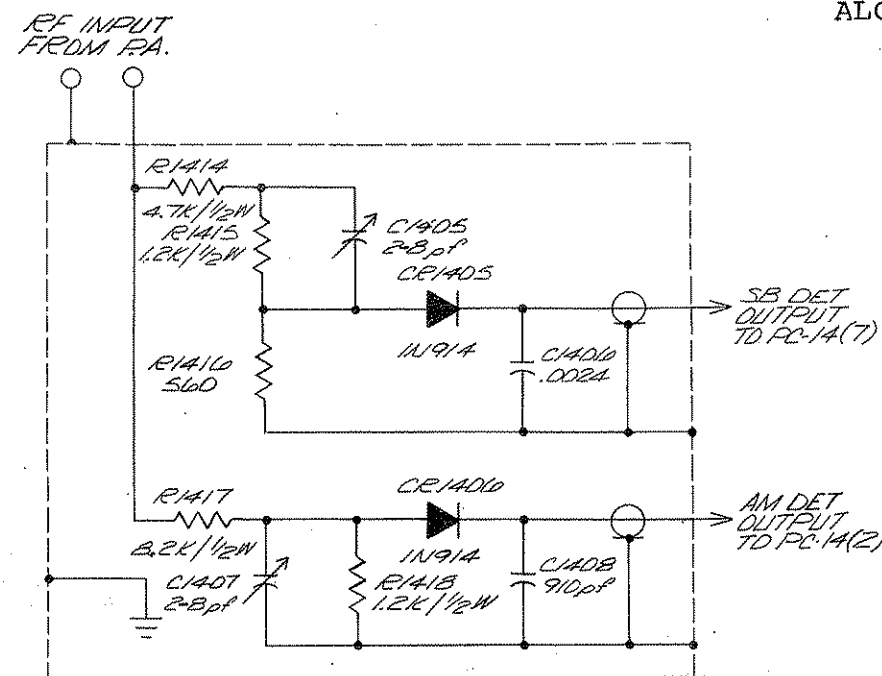 ALC
RF INPUT
FROM P.A.
R1414
4.7K/½W
R1415
1.2K/½W
C1405
2-8pf
CR1405
1N914
R1416
560
C1406
.0024
SB DET
OUTPUT
TO PC-14(7)
R1417
8.2K/½W
C1407
2-8pf
CR1406
1N914
R1418
1.2K/½W
C1408
910pf
AM DET
OUTPUT
TO PC-14(2)